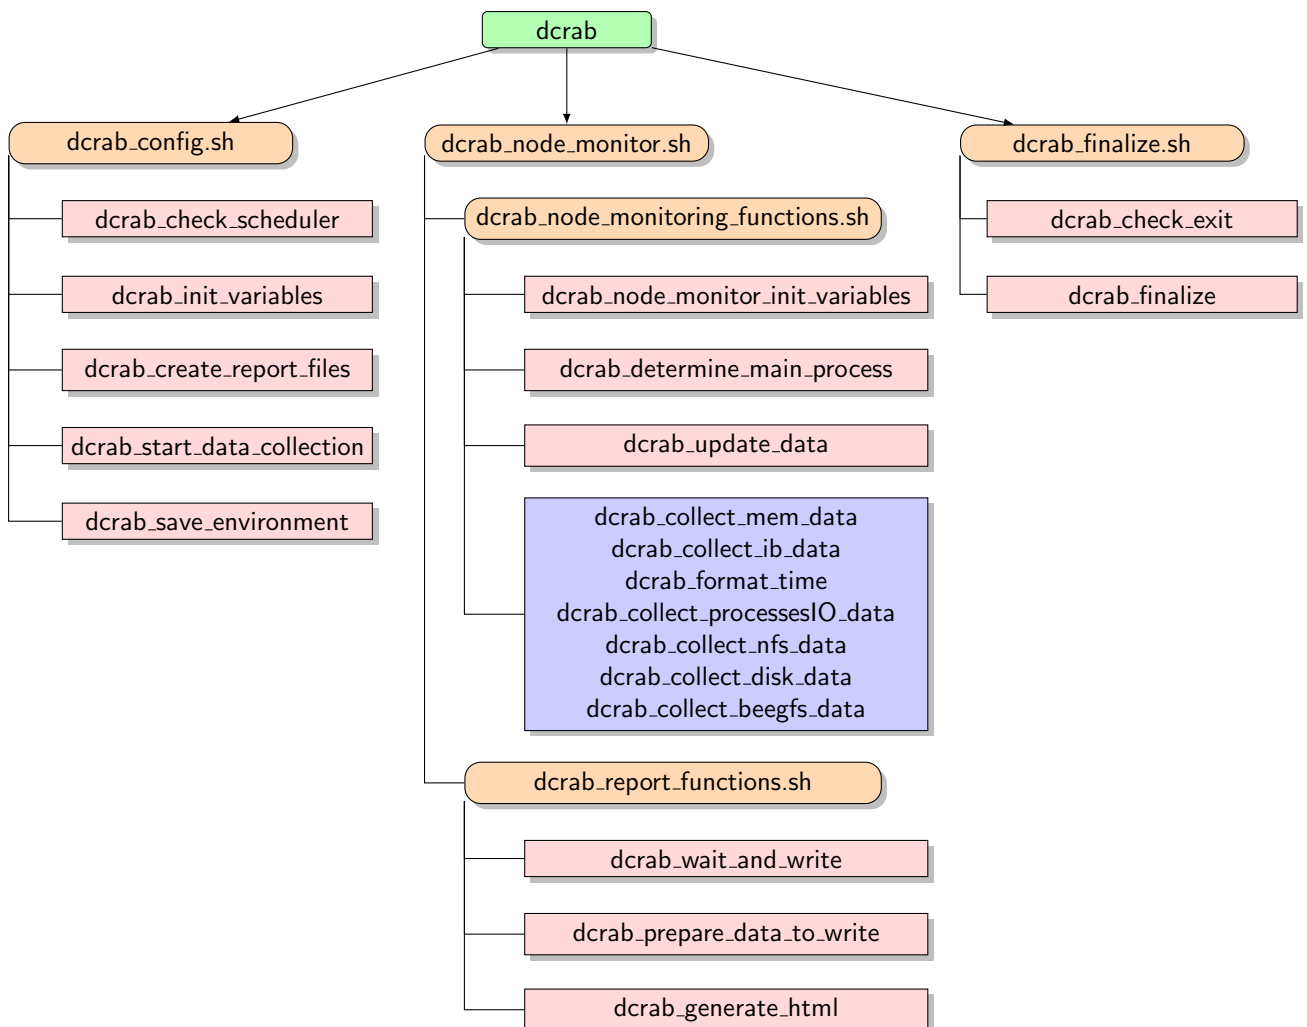 dcrab
dcrab_config.sh
dcrab_check_scheduler
dcrab_init_variables
dcrab_create_report_files
dcrab_start_data_collection
dcrab_save_environment
dcrab_node_monitor.sh
dcrab_node_monitoring_functions.sh
dcrab_node_monitor_init_variables
dcrab_determine_main_process
dcrab_update_data
dcrab_collect_mem_data
dcrab_collect_ib_data
dcrab_format_time
dcrab_collect_processesIO_data
dcrab_collect_nfs_data
dcrab_collect_disk_data
dcrab_collect_beegfs_data
dcrab_report_functions.sh
dcrab_wait_and_write
dcrab_prepare_data_to_write
dcrab_generate_html
dcrab_finalize.sh
dcrab_check_exit
dcrab_finalize